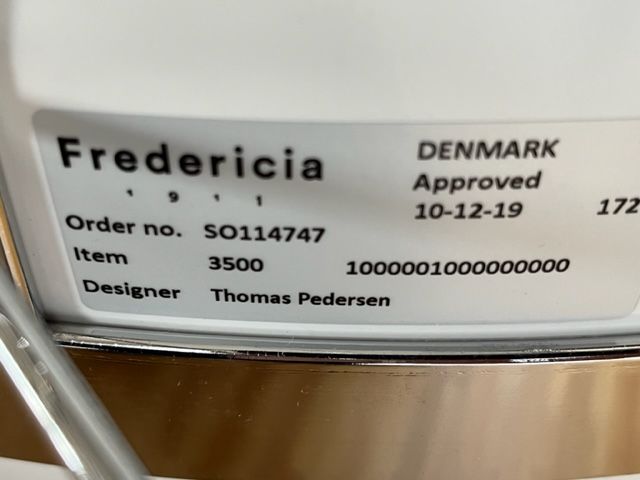 Fredericia
1 9 1 1
DENMARK
Approved
10-12-19 172
Order no. SO114747
Item 3500 1000001000000000
Designer Thomas Pedersen